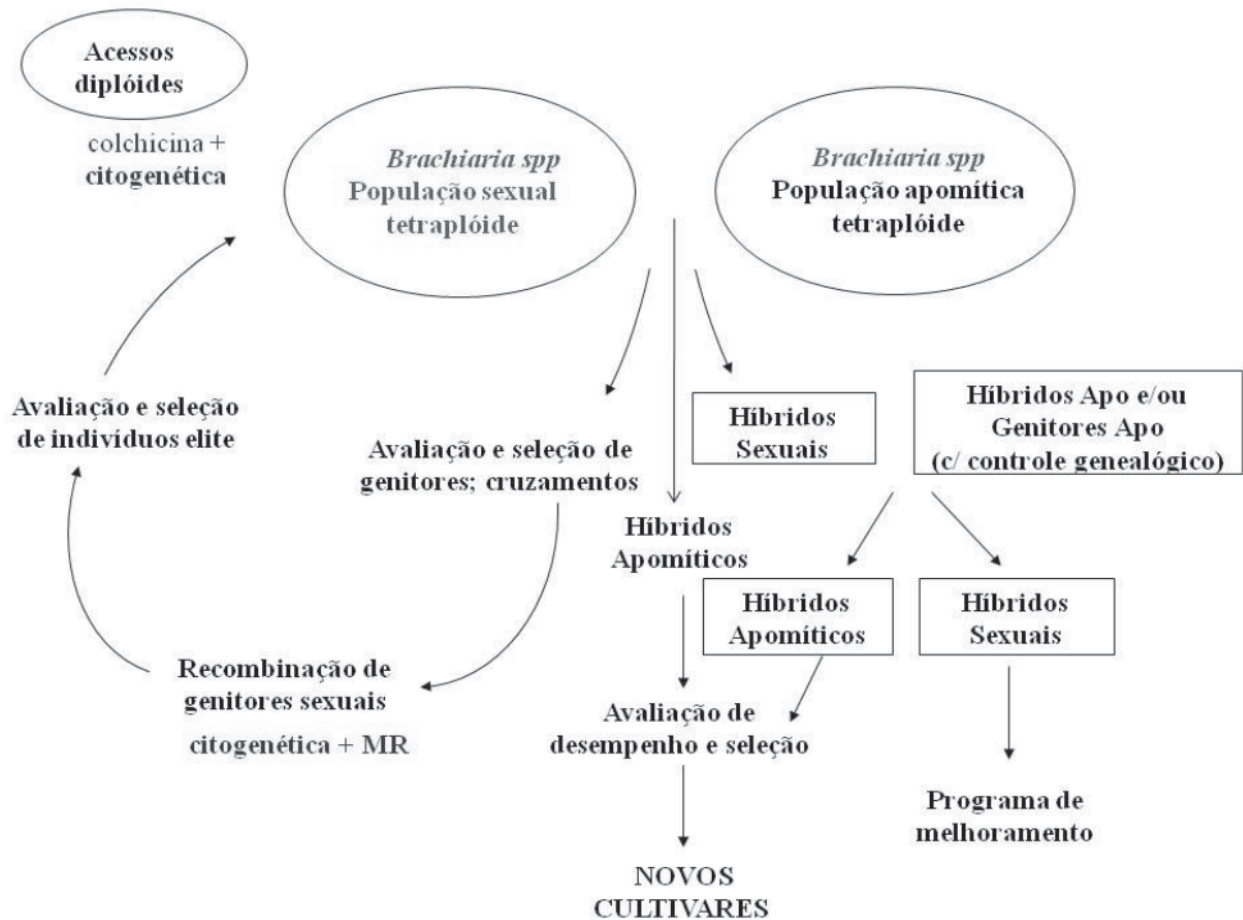 Acessos
diplóides
colchicina +
citogenética
Brachiaria spp
População sexual
tetraplóide
Brachiaria spp
População apomítica
tetraplóide
Avaliação e seleção
de indivíduos elite
Avaliação e seleção de
genitores; cruzamentos
Recombinação de
genitores sexuais
citogenética + MR
Híbridos
Sexuais
Híbridos Apo e/ou
Genitores Apo
(c/ controle genealógico)
Híbridos
Apomíticos
Híbridos
Apomíticos
Híbridos
Sexuais
Avaliação de
desempenho e seleção
Programa de
melhoramento
NOVOS
CULTIVARES